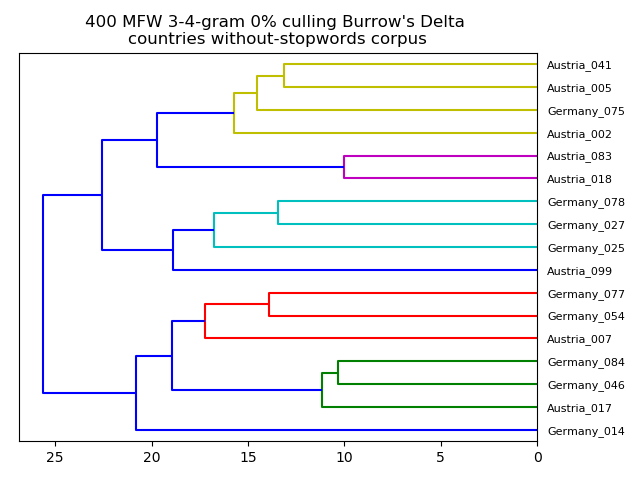 400 MFW 3-4-gram 0% culling Burrow's Delta
countries without-stopwords corpus
Austria_041
Austria_005
Germany_075
Austria_002
Austria_083
Austria_018
Germany_078
Germany_027
Germany_025
Austria_099
Germany_077
Germany_054
Austria_007
Germany_084
Germany_046
Austria_017
Germany_014
25 20 15 10 5 0